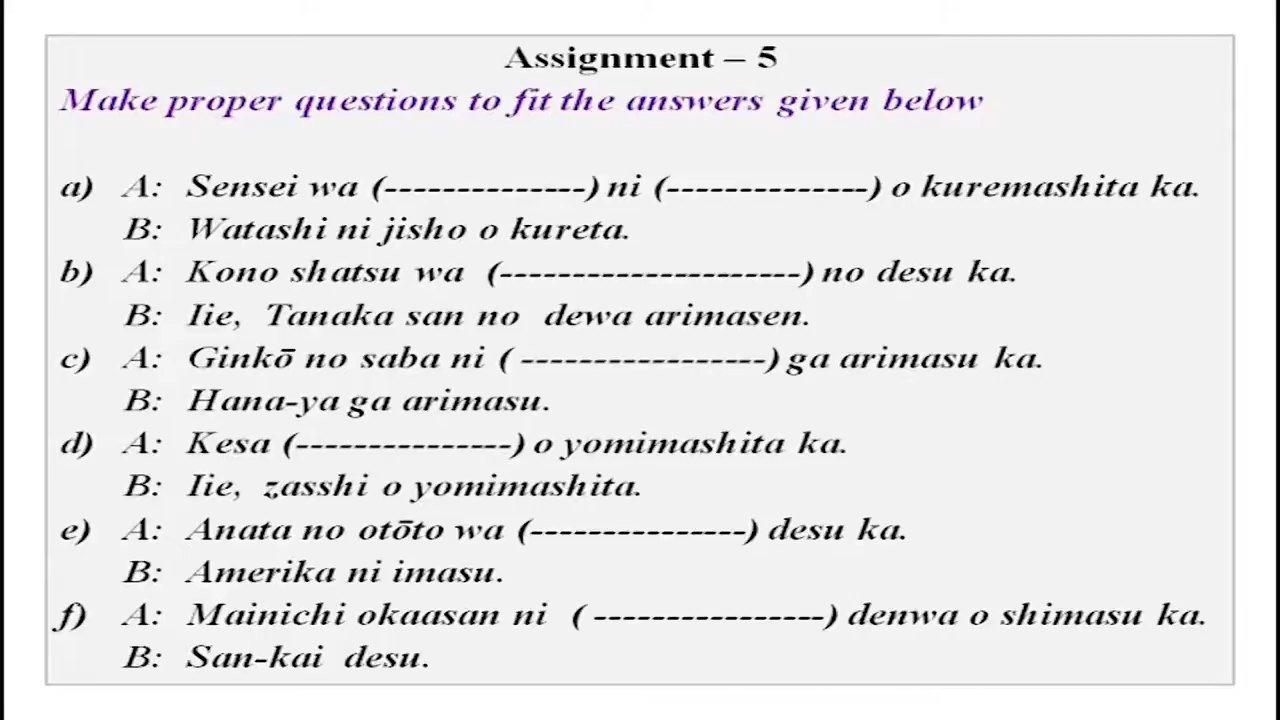 Assignment – 5
Make proper questions to fit the answers given below
a) A: Sensei wa (--------------) ni (--------------) o kuremashita ka.
B: Watashi ni jisho o kureta.
b) A: Kono shatsu wa (---------------------) no desu ka.
B: Iie, Tanaka san no dewa arimasen.
c) A: Ginkō no saba ni ( -----------------) ga arimasu ka.
B: Hana-ya ga arimasu.
d) A: Kesa (---------------) o yomimashita ka.
B: Iie, zasshi o yomimashita.
e) A: Anata no otōto wa (---------------) desu ka.
B: Amerika ni imasu.
f) A: Mainichi okaasan ni ( ----------------) denwa o shimasu ka.
B: San-kai desu.